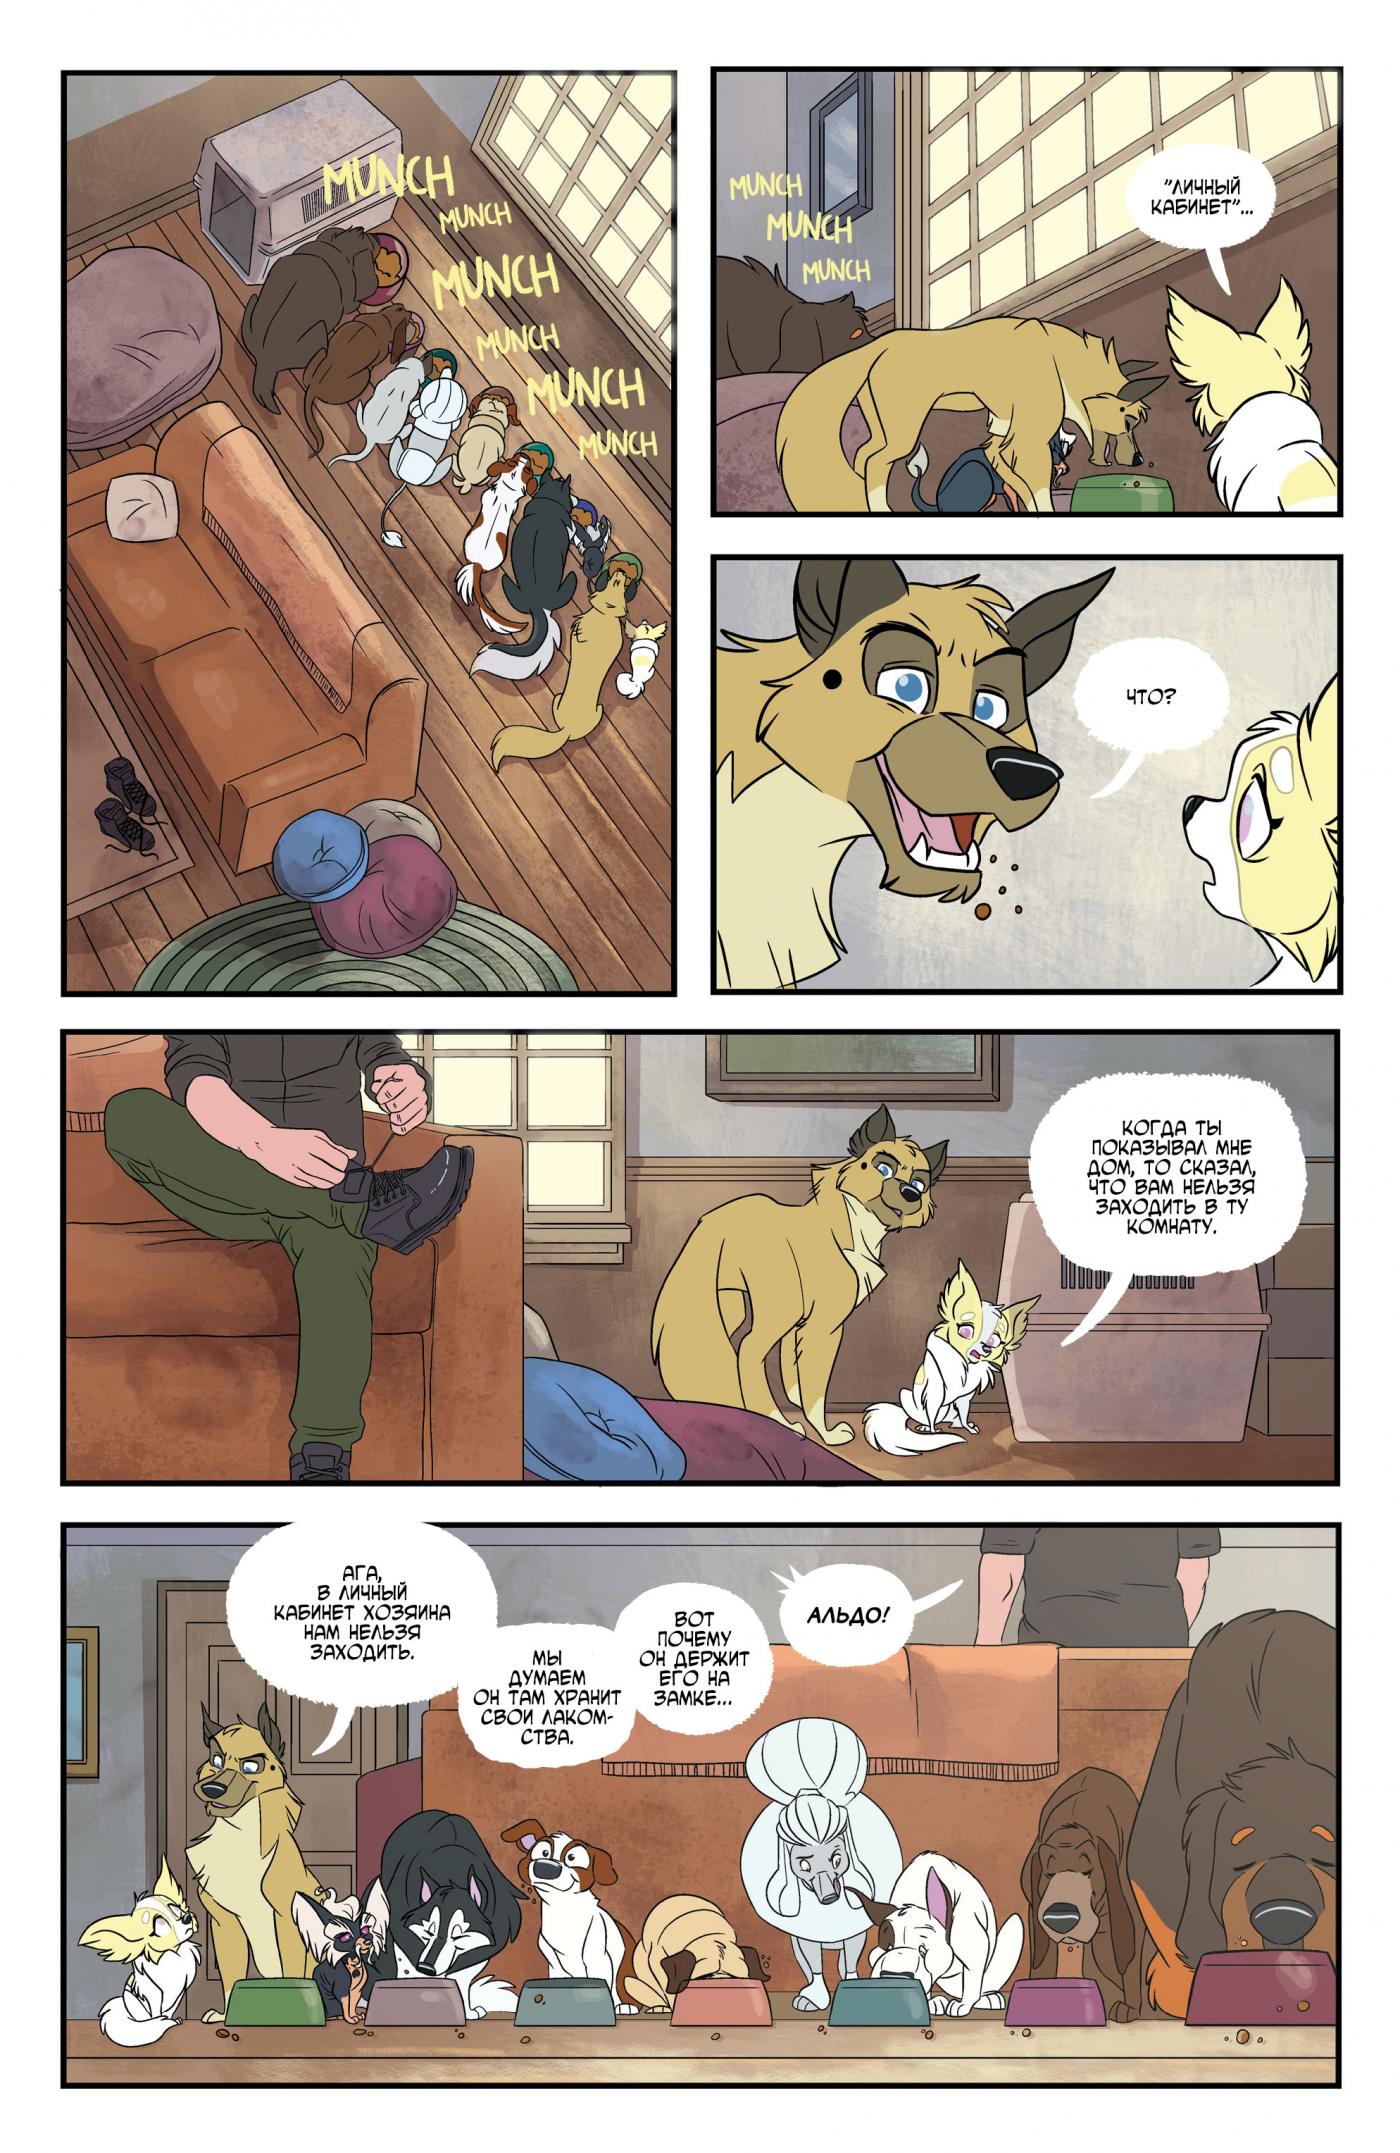 MUNCH
MUNCH
MUNCH
MUNCH
MUNCH
MUNCH
MUNCH
MUNCH
MUNCH
"ЛИЧНЫЙ
КАБИНЕТ"...
ЧТО?
КОГДА ТЫ
ПОКАЗЫВАЛ МНЕ
ДОМ, ТО СКАЗАЛ,
ЧТО ВАМ НЕЛЬЗЯ
ЗАХОДИТЬ В ТУ
КОМНАТУ.
АГА,
В ЛИЧНЫЙ
КАБИНЕТ ХОЗЯИНА
НАМ НЕЛЬЗЯ
ЗАХОДИТЬ.
МЫ
ДУМАЕМ
ОН ТАМ ХРАНИТ
СВОИ ЛАКОМ-
СТВА.
ВОТ
ПОЧЕМУ
ОН ДЕРЖИТ
ЕГО НА
ЗАМКЕ...
АЛЬДО!